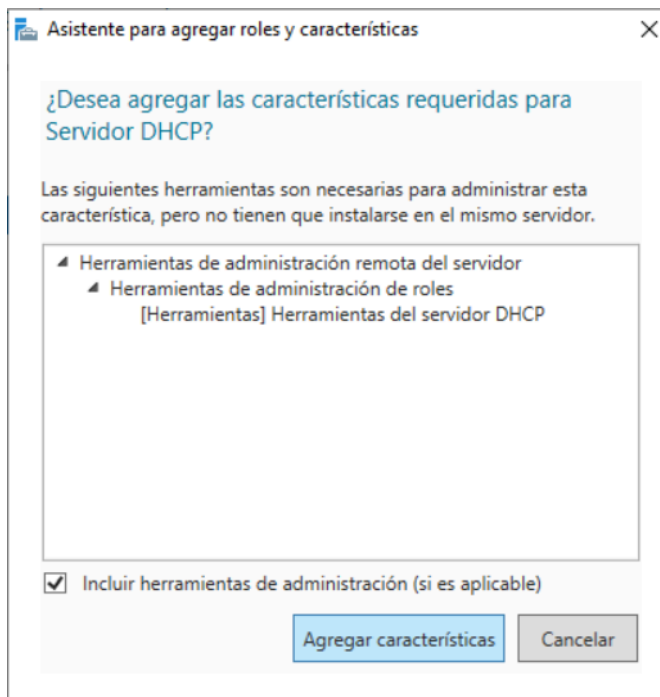 Asistente para agregar roles y características
¿Desea agregar las características requeridas para
Servidor DHCP?
Las siguientes herramientas son necesarias para administrar esta
característica, pero no tienen que instalarse en el mismo servidor.
Herramientas de administración remota del servidor
Herramientas de administración de roles
[Herramientas] Herramientas del servidor DHCP
Incluir herramientas de administración (si es aplicable)
Agregar características
Cancelar